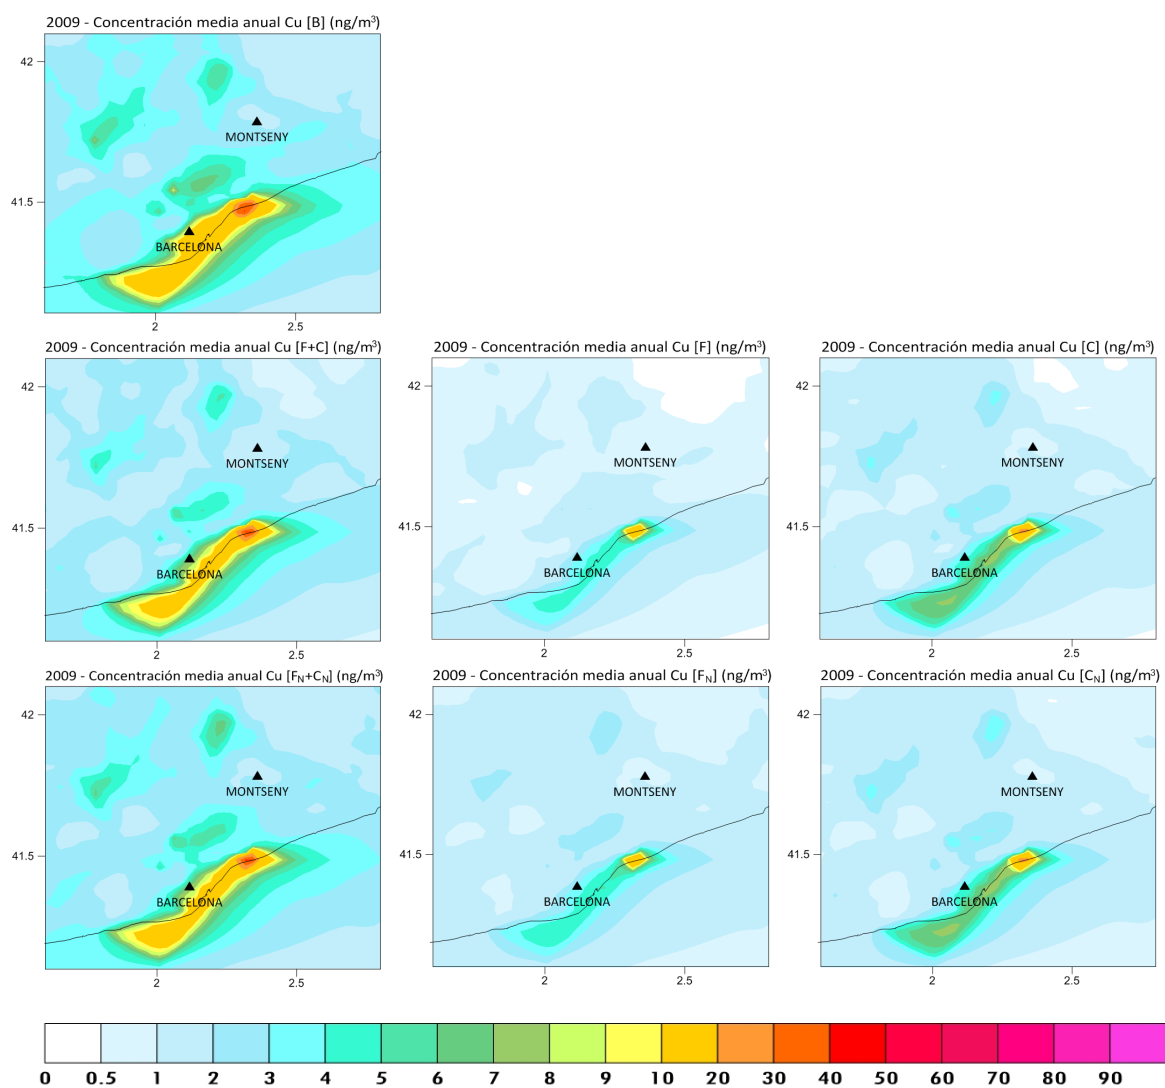 2009 - Concentración media anual Cu [B] (ng/m³)
42
MONTSENY
41.5
BARCELONA
2 2.5
2009 - Concentración media anual Cu [F+C] (ng/m³) 2009 - Concentración media anual Cu [F] (ng/m³) 2009 - Concentración media anual Cu [C] (ng/m³)
42 42 42
MONTSENY MONTSENY MONTSENY
41.5 41.5 41.5
BARCELONA BARCELONA BARCELONA
2 2.5 2 2.5 2 2.5
2009 - Concentración media anual Cu [F_N+C_N] (ng/m³) 2009 - Concentración media anual Cu [F_N] (ng/m³) 2009 - Concentración media anual Cu [C_N] (ng/m³)
42 42 42
MONTSENY MONTSENY MONTSENY
41.5 41.5 41.5
BARCELONA BARCELONA BARCELONA
2 2.5 2 2.5 2 2.5
0 0.5 1 2 3 4 5 6 7 8 9 10 20 30 40 50 60 70 80 90